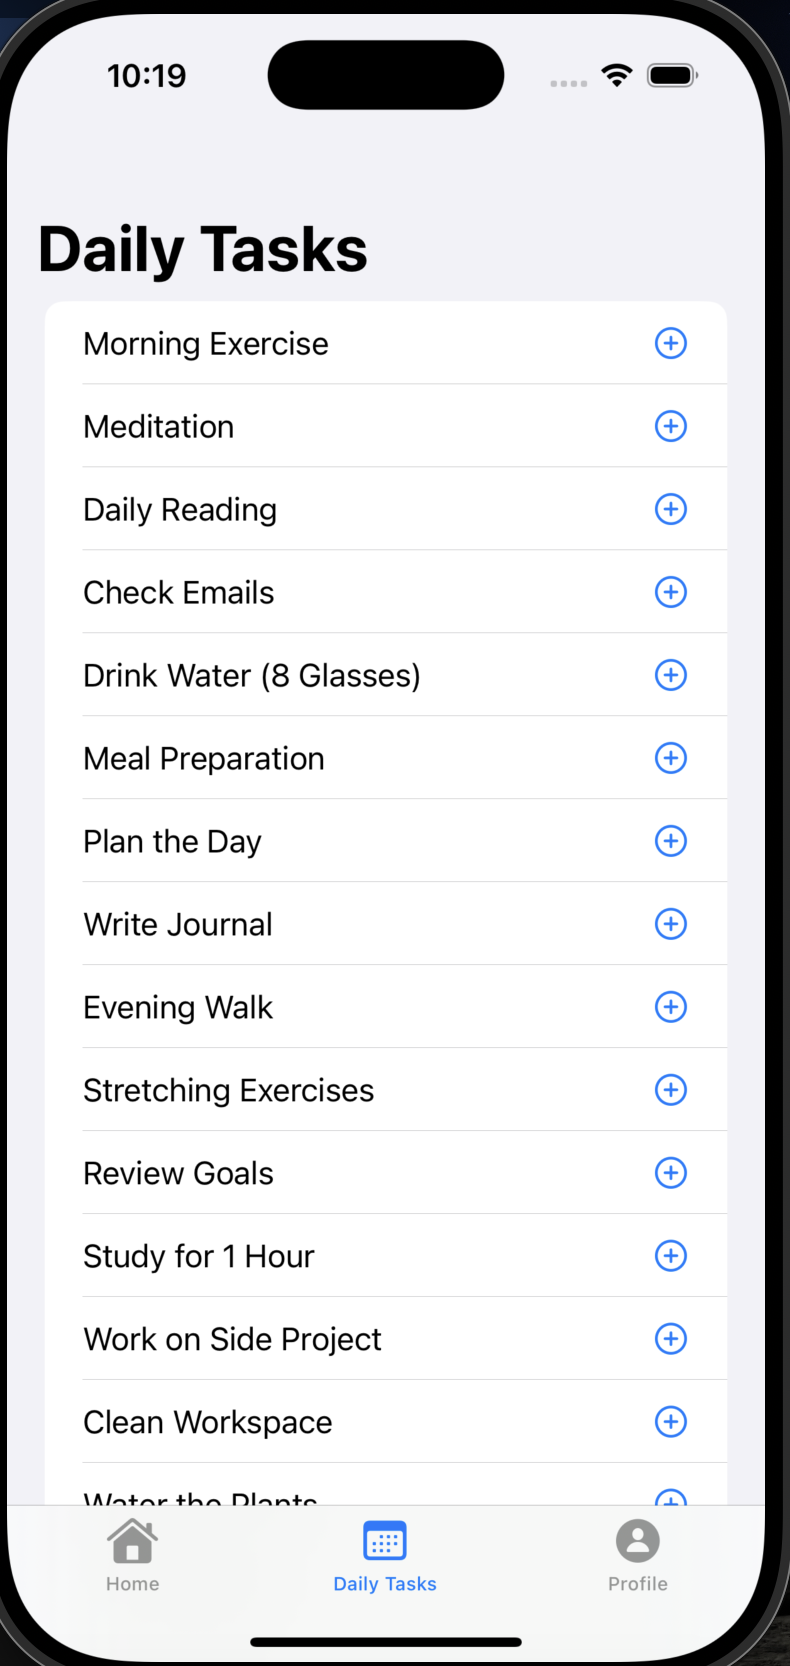 10:19
Daily Tasks
Morning Exercise
Meditation
Daily Reading
Check Emails
Drink Water (8 Glasses)
Meal Preparation
Plan the Day
Write Journal
Evening Walk
Stretching Exercises
Review Goals
Study for 1 Hour
Work on Side Project
Clean Workspace
Water the Plants
Home
Daily Tasks
Profile